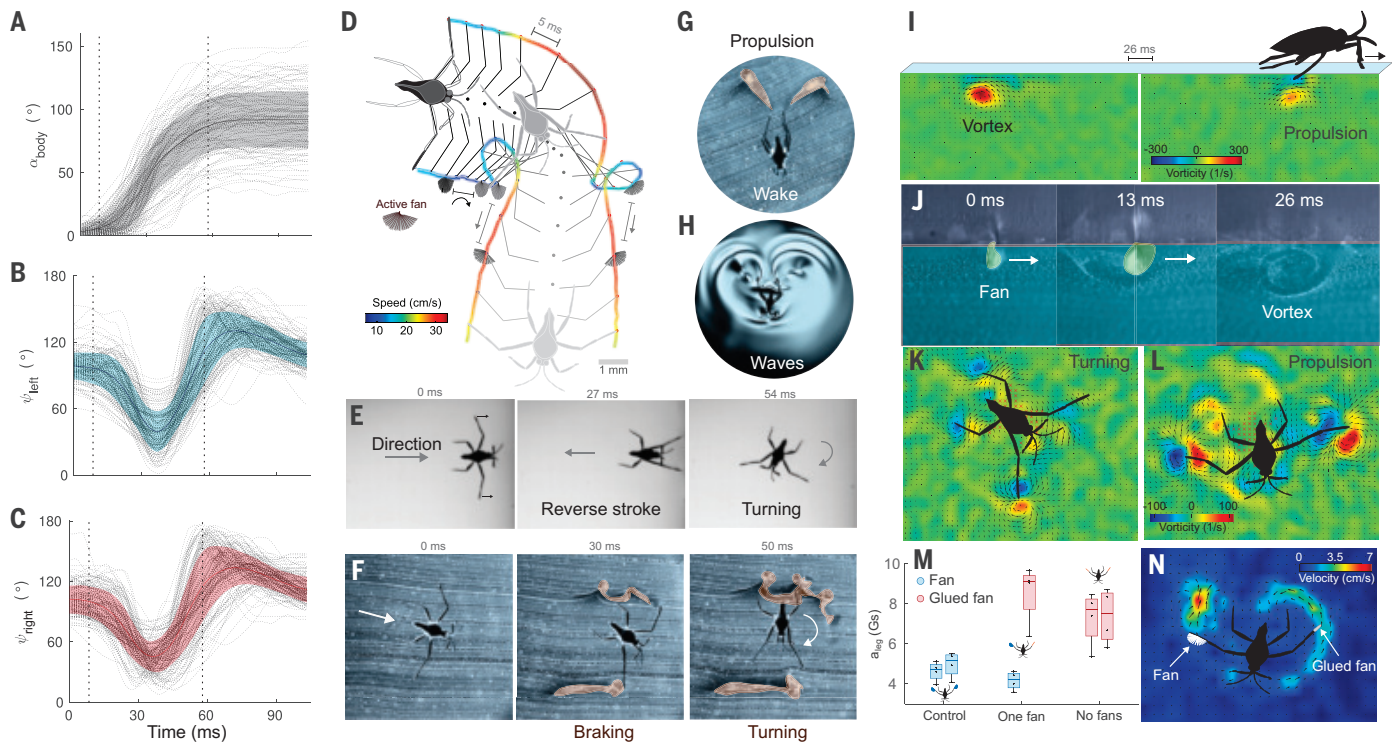 A
150
100
50
0
αbody (°)
B
180
120
60
0
ψleft (°)
C
180
120
60
0
ψright (°)
0 30 60 90
Time (ms)
D
5 ms
Active fan
Speed (cm/s)
10 20 30
1 mm
E
0 ms 27 ms 54 ms
Direction
Reverse stroke
Turning
F
0 ms 30 ms 50 ms
Braking Turning
G
Propulsion
Wake
H
Waves
I
26 ms
Vortex
Propulsion
-300 0: 300
Vorticity (1/s)
J
0 ms 13 ms 26 ms
Fan
Vortex
K
Turning
L
Propulsion
-100 100
Vorticity (1/s)
M
10
8
6
4
aleg (Gs)
Fan
Glued fan
Control One fan No fans
N
0 3.5 7
Velocity (cm/s)
Fan
Glued fan